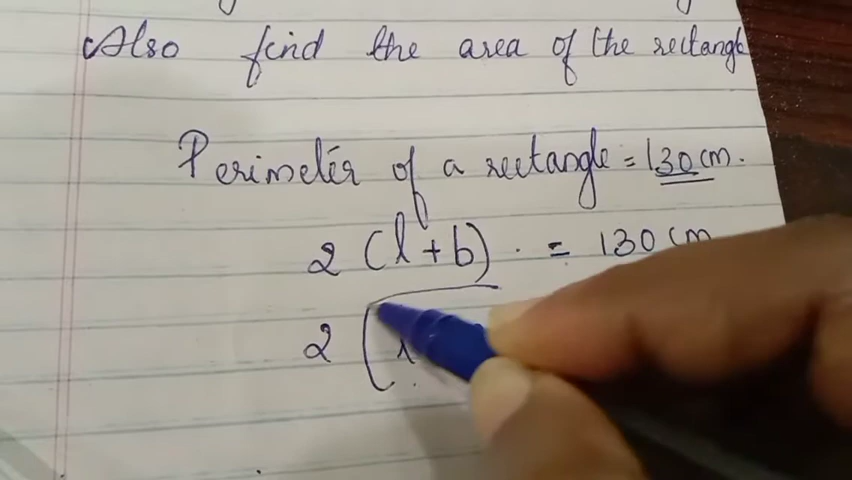 Also find the area of the rectangle
Perimeter of a rectangle = 130 cm.
2 (l + b) = 130 cm
2 (